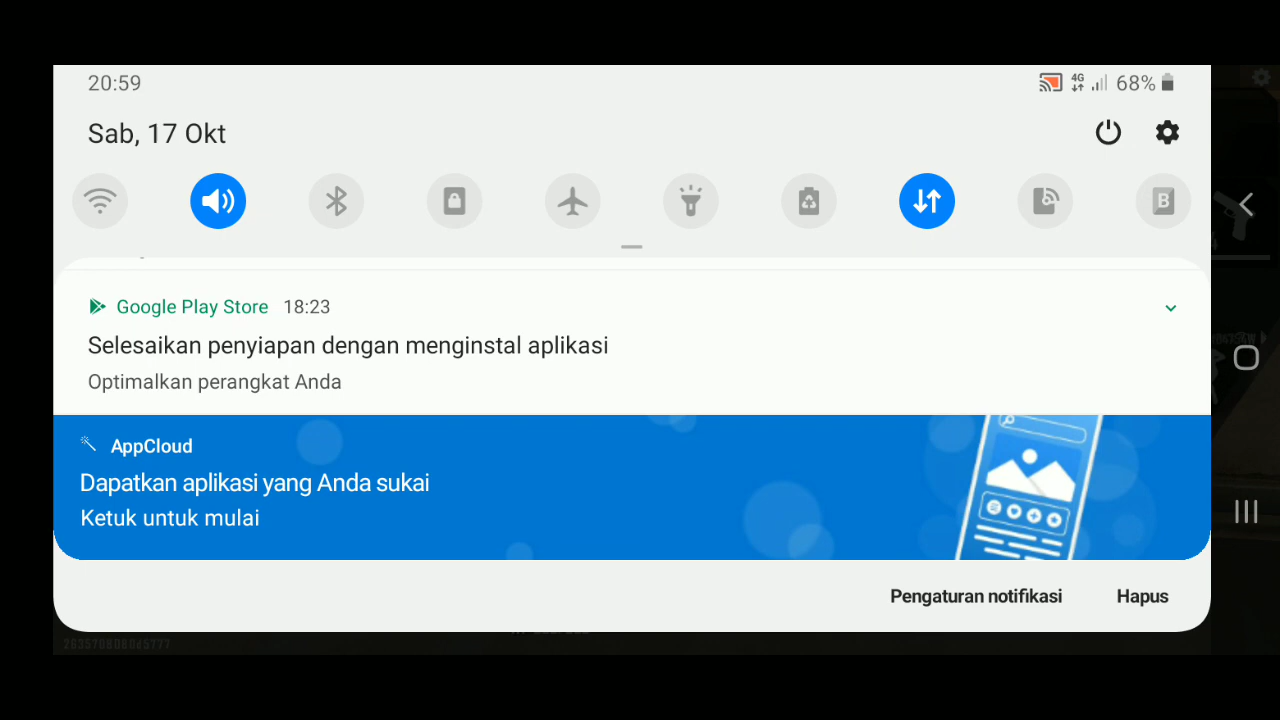 20:59
4G 68%
Sab, 17 Okt
Google Play Store 18:23
Selesaikan penyiapan dengan menginstal aplikasi
Optimalkan perangkat Anda
AppCloud
Dapatkan aplikasi yang Anda sukai
Ketuk untuk mulai
Pengaturan notifikasi Hapus